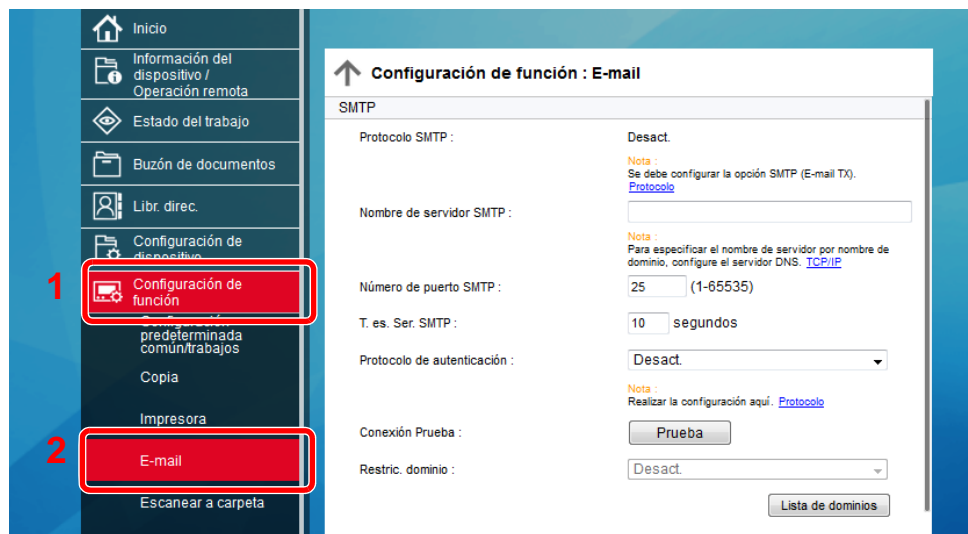 Inicio
Información del
dispositivo /
Operación remota
Estado del trabajo
Buzón de documentos
Libr. direc.
Configuración de
dispositivo
1
Configuración de
función
Configuración
predeterminada
común/trabajos
Copia
Impresora
2
E-mail
Escanear a carpeta
Configuración de función : E-mail
SMTP
Protocolo SMTP :
Desact.
Nota :
Se debe configurar la opción SMTP (E-mail TX).
Protocolo
Nombre de servidor SMTP :
Nota :
Para especificar el nombre de servidor por nombre de
dominio, configure el servidor DNS. TCP/IP
Número de puerto SMTP :
25 (1-65535)
T. es. Ser. SMTP :
10 segundos
Protocolo de autenticación :
Desact.
Nota :
Realizar la configuración aquí. Protocolo
Conexión Prueba :
Prueba
Restric. dominio :
Desact.
Lista de dominios